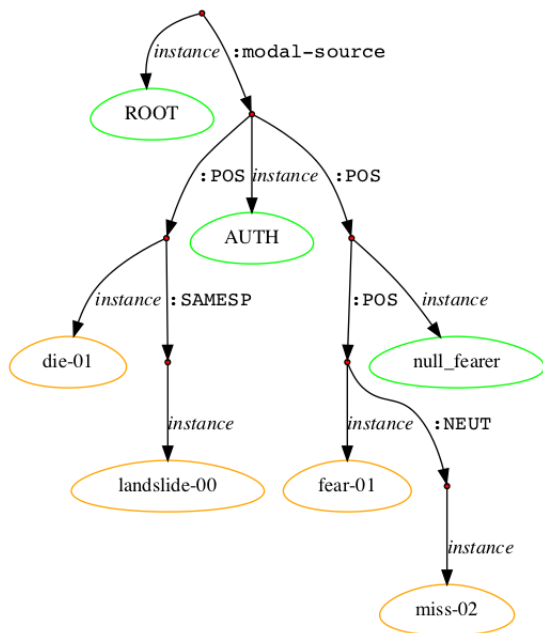 instance :modal-source
ROOT
:POS instance :POS
AUTH
instance :SAMESP :POS instance
die-01 null_fearer
instance instance :NEUT
landslide-00 fear-01
instance
miss-02